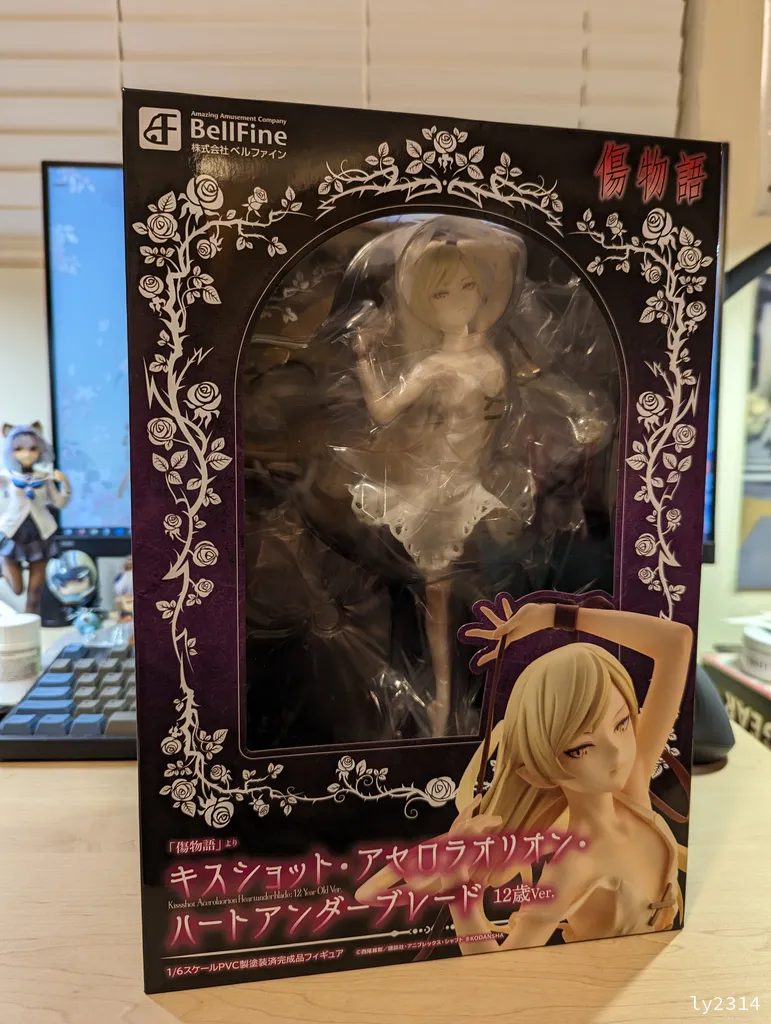 Amazing Amusement Company
BellFine
株式会社 ベルファイン
傷物語
「傷物語」より
キスショット・アセロラオリオン・
Kissshot Acerolaorion Heartunderblade: 12 Year Old Ver.
ハートアンダーブレード 12歳Ver.
1/6スケールPVC製塗装済完成品フィギュア
©西尾維新/講談社・アニプレックス・シャフト #KODANSHA
ly2314